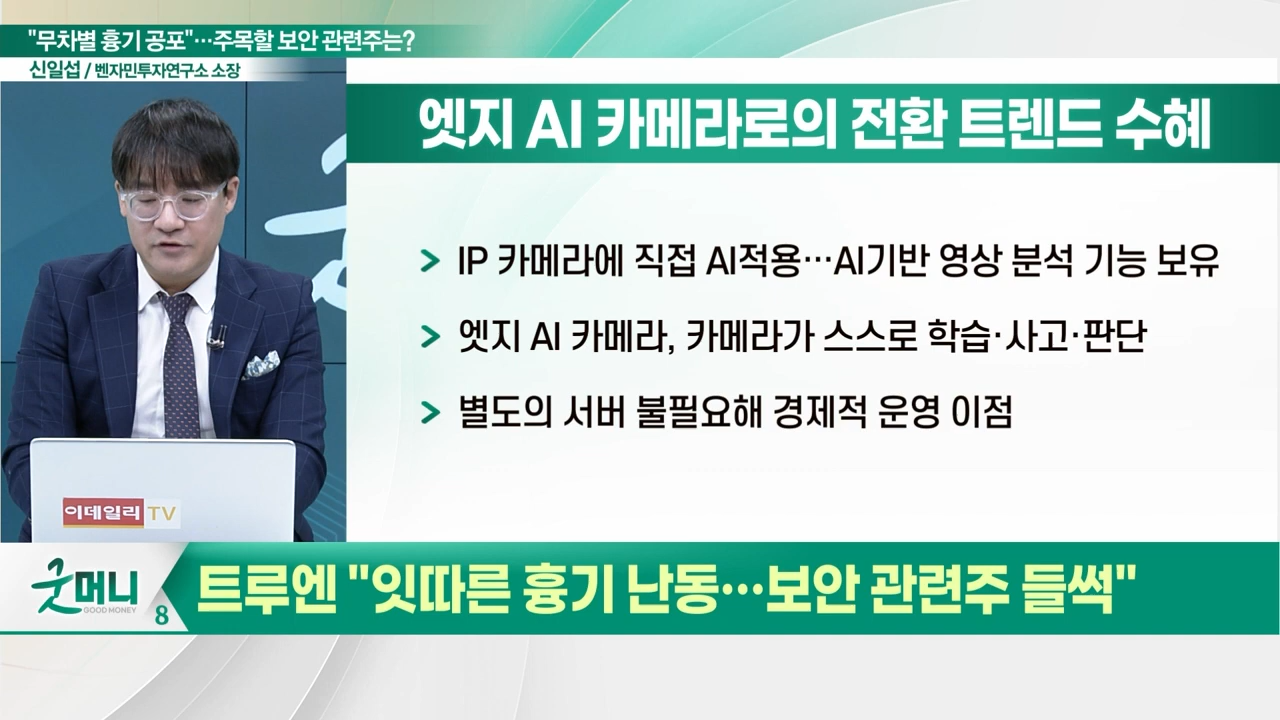 "무차별 흉기 공포"…주목할 보안 관련주는?
신일섭 / 벤자민투자연구소 소장
엣지 AI 카메라로의 전환 트렌드 수혜
> IP 카메라에 직접 AI적용…AI기반 영상 분석 기능 보유
> 엣지 AI 카메라, 카메라가 스스로 학습·사고·판단
> 별도의 서버 불필요해 경제적 운영 이점
이데일리 TV
굿머니
GOOD MONEY
8
트루엔 "잇따른 흉기 난동…보안 관련주 들썩"